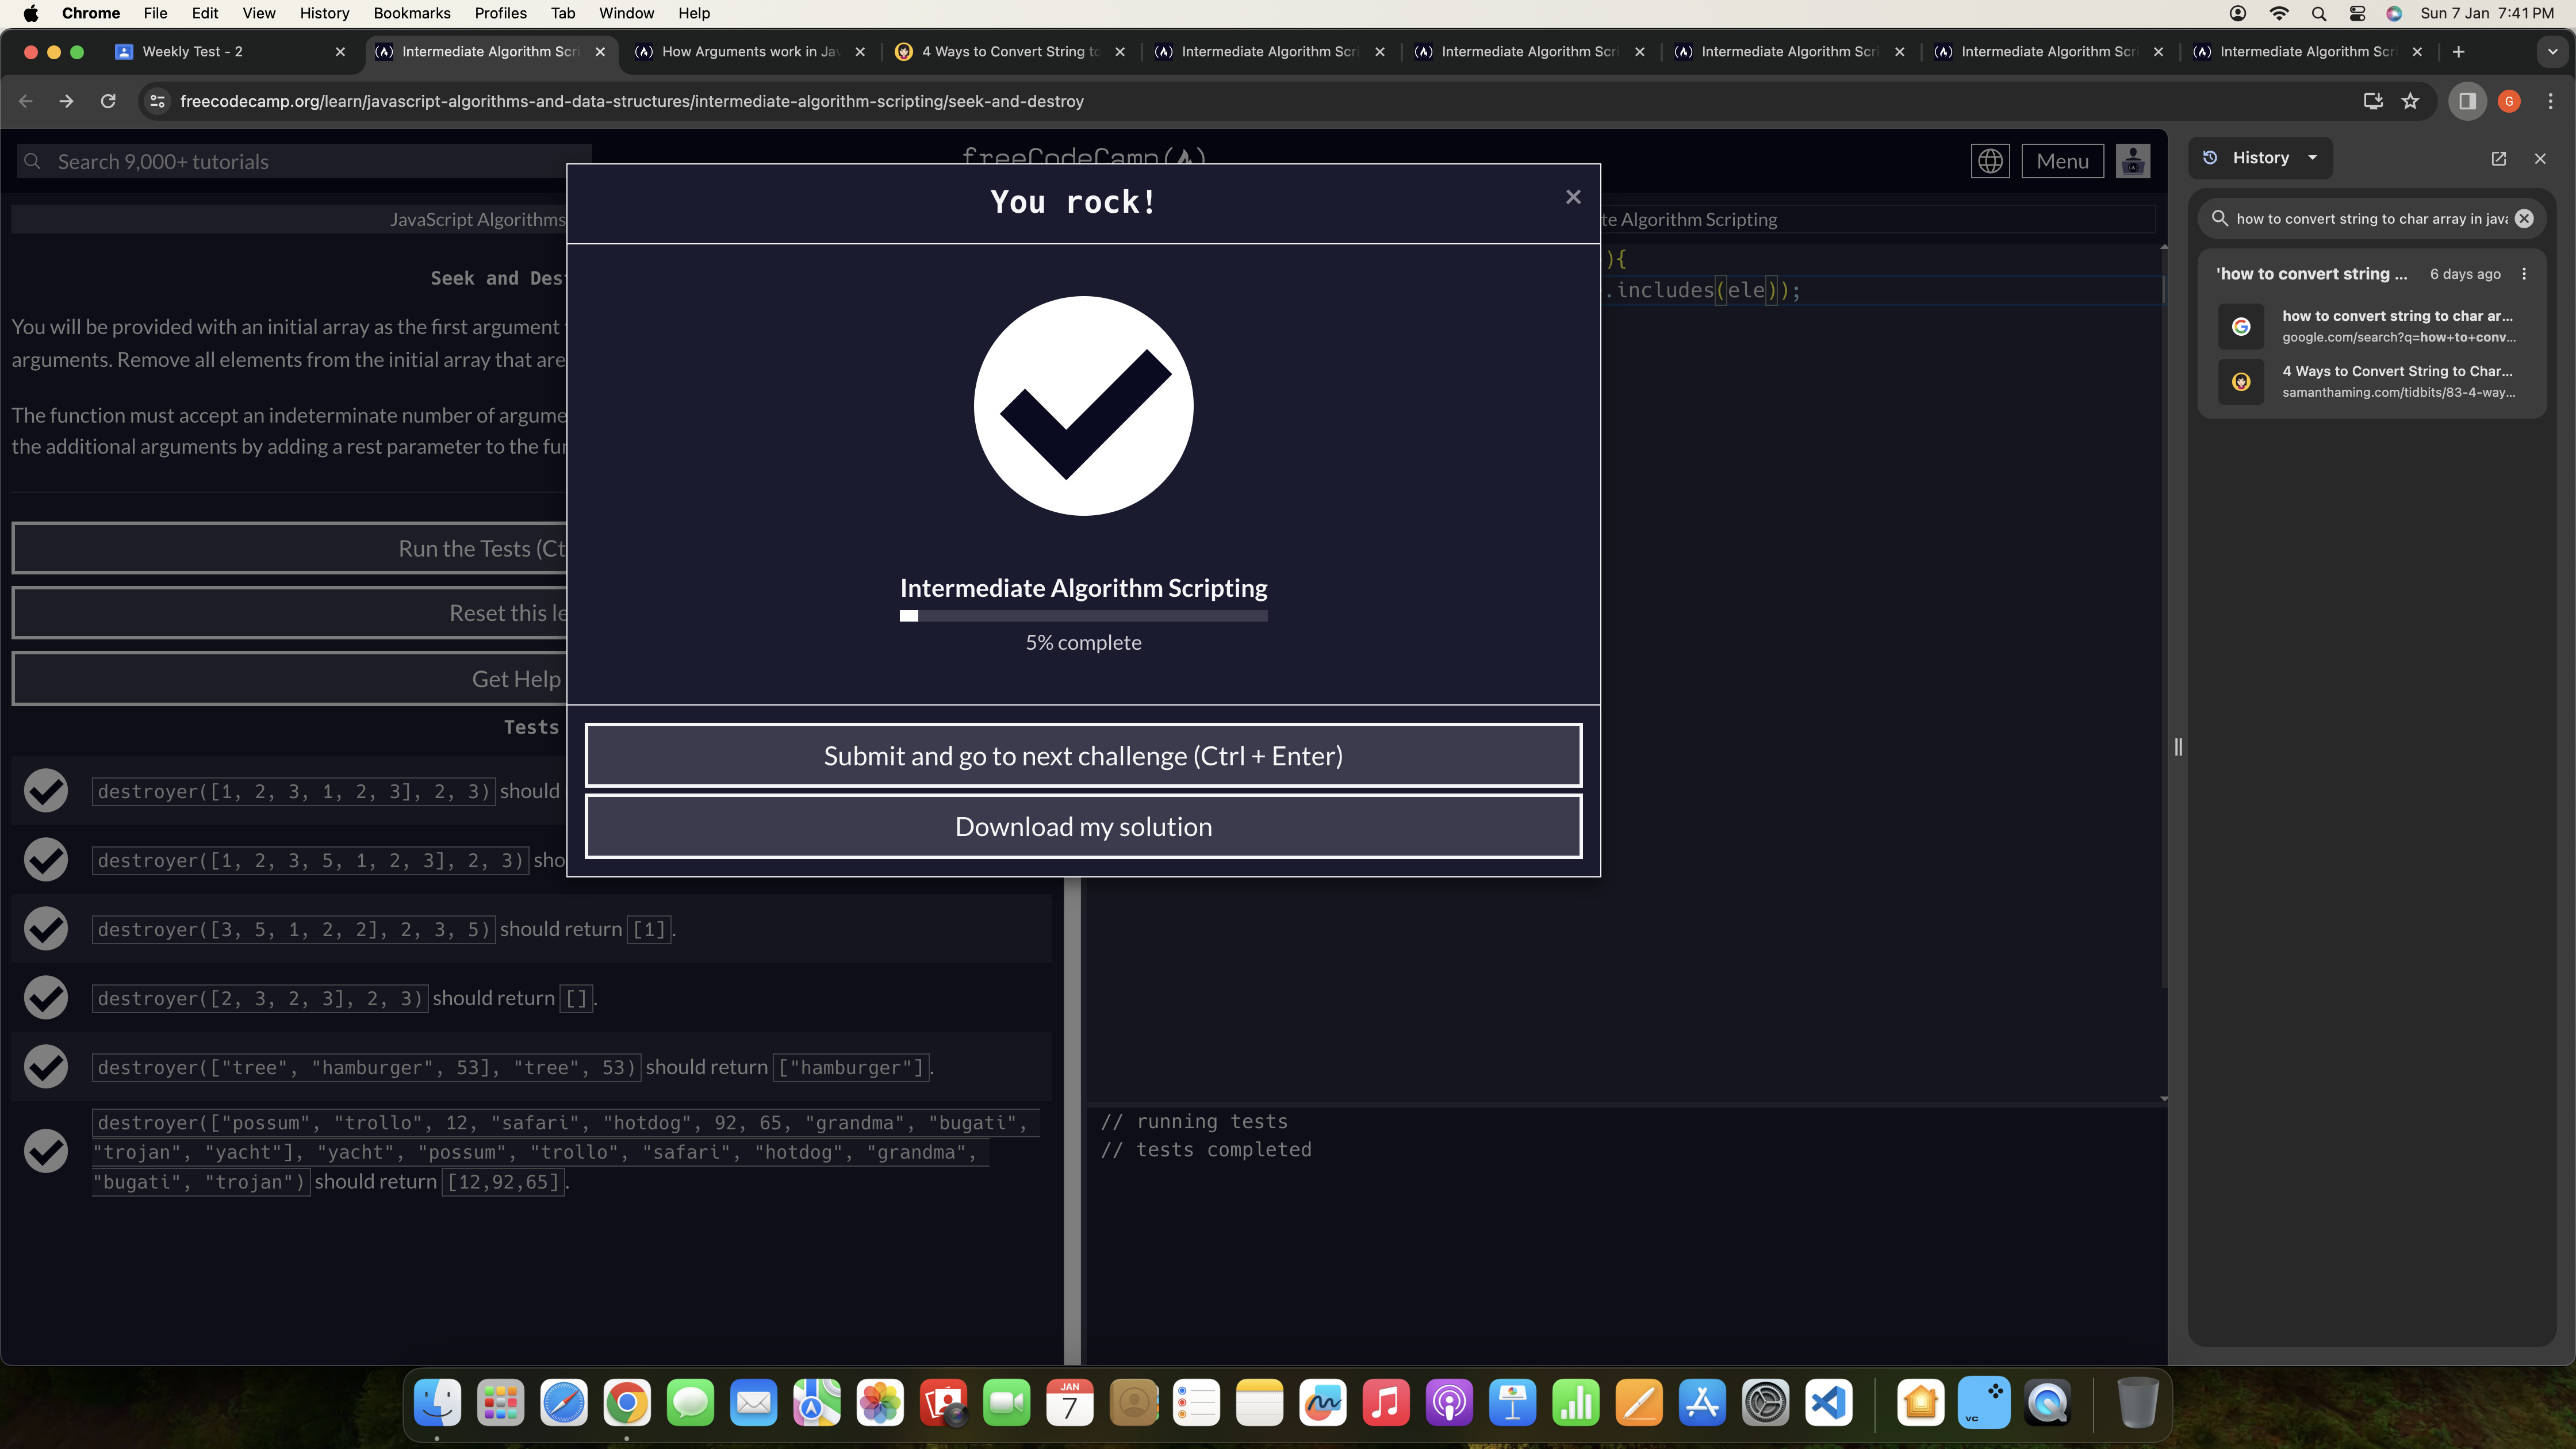 Chrome File Edit View History Bookmarks Profiles Tab Window Help Sun 7 Jan 7:41 PM
Weekly Test - 2
Intermediate Algorithm Scri
How Arguments work in Jav
4 Ways to Convert String to
Intermediate Algorithm Scri
Intermediate Algorithm Scri
Intermediate Algorithm Scri
Intermediate Algorithm Scri
Intermediate Algorithm Scri
freecodecamp.org/learn/javascript-algorithms-and-data-structures/intermediate-algorithm-scripting/seek-and-destroy
G
Search 9,000+ tutorials
freeCodeCamp
Menu
JavaScript Algorithms
te Algorithm Scripting
Seek and Des
You will be provided with an initial array as the first argument
arguments. Remove all elements from the initial array that are
The function must accept an indeterminate number of argume
the additional arguments by adding a rest parameter to the fu
Run the Tests (Ct
Reset this le
Get Help
Tests
destroyer([1, 2, 3, 1, 2, 3], 2, 3) should
destroyer([1, 2, 3, 5, 1, 2, 3], 2, 3) sho
destroyer([3, 5, 1, 2, 2], 2, 3, 5) should return [1].
destroyer([2, 3, 2, 3], 2, 3) should return [].
destroyer(["tree", "hamburger", 53], "tree", 53) should return ["hamburger"].
destroyer(["possum", "trollo", 12, "safari", "hotdog", 92, 65, "grandma", "bugati",
"trojan", "yacht"], "yacht", "possum", "trollo", "safari", "hotdog", "grandma",
"bugati", "trojan") should return [12,92,65].
You rock!
Intermediate Algorithm Scripting
5% complete
Submit and go to next challenge (Ctrl + Enter)
Download my solution
){
.includes(ele));
// running tests
// tests completed
History
how to convert string to char array in java
'how to convert string ... 6 days ago
how to convert string to char ar...
google.com/search?q=how+to+conv...
4 Ways to Convert String to Char...
samanthaming.com/tidbits/83-4-way...
JAN
7
VC